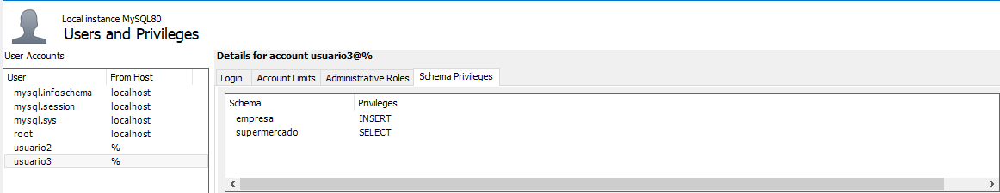 Local instance MySQL80
Users and Privileges
User Accounts
User From Host
mysql.infoschema localhost
mysql.session localhost
mysql.sys localhost
root localhost
usuario2 %
usuario3 %
Details for account usuario3@%
Login Account Limits Administrative Roles Schema Privileges
Schema Privileges
empresa INSERT
supermercado SELECT